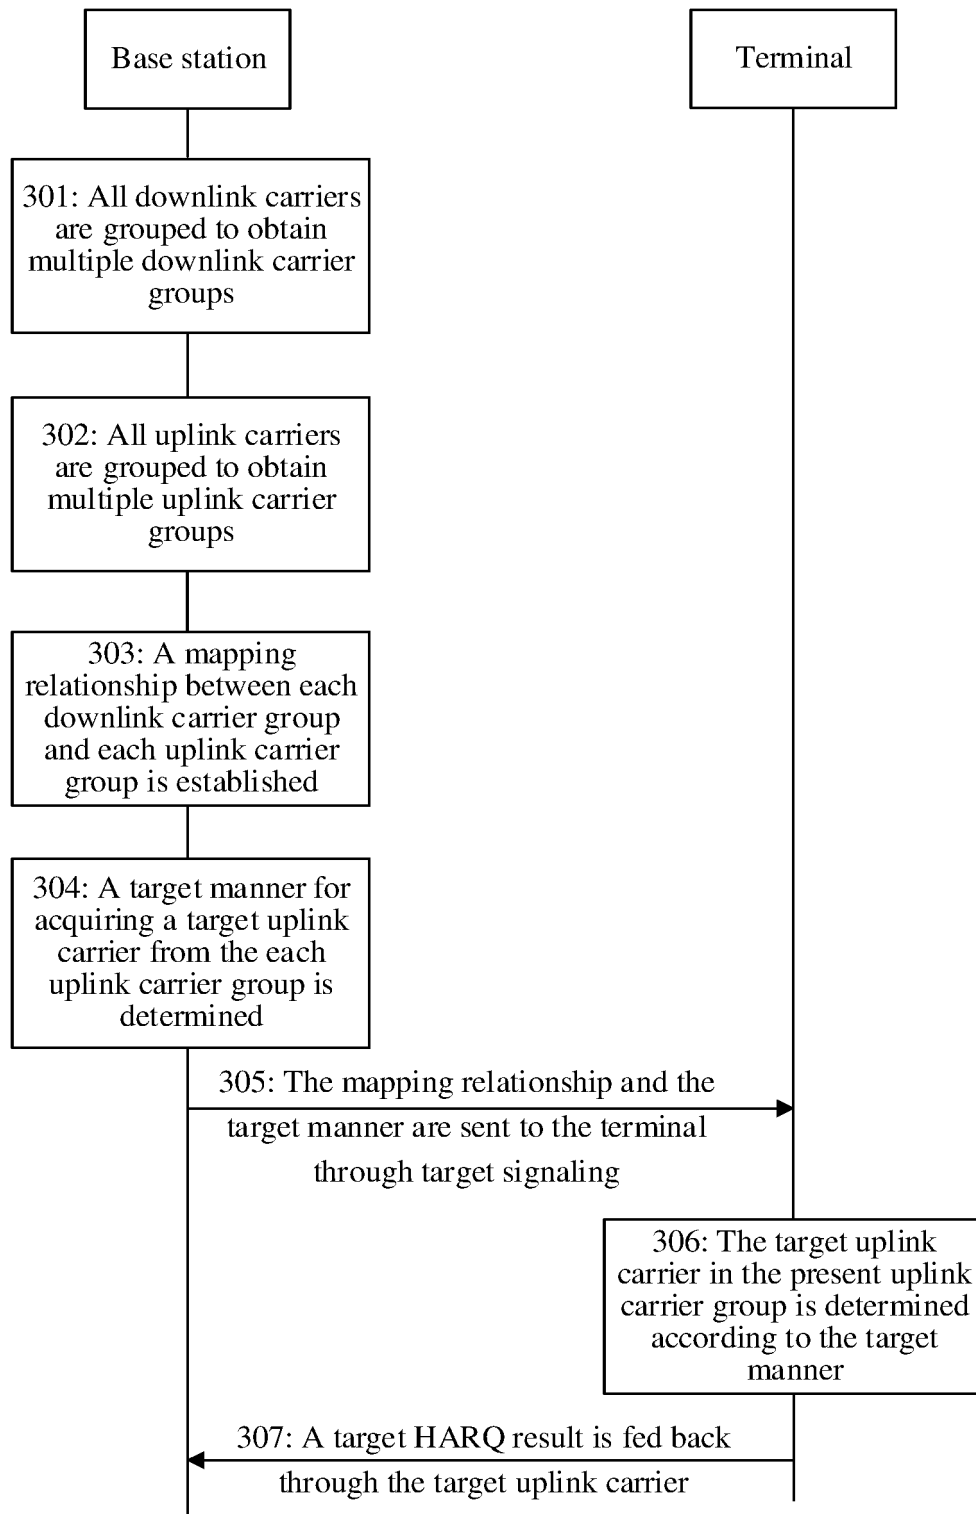 Base station
Terminal
301: All downlink carriers
are grouped to obtain
multiple downlink carrier
groups
302: All uplink carriers
are grouped to obtain
multiple uplink carrier
groups
303: A mapping
relationship between each
downlink carrier group
and each uplink carrier
group is established
304: A target manner for
acquiring a target uplink
carrier from the each
uplink carrier group is
determined
305: The mapping relationship and the
target manner are sent to the terminal
through target signaling
306: The target uplink
carrier in the present uplink
carrier group is determined
according to the target
manner
307: A target HARQ result is fed back
through the target uplink carrier